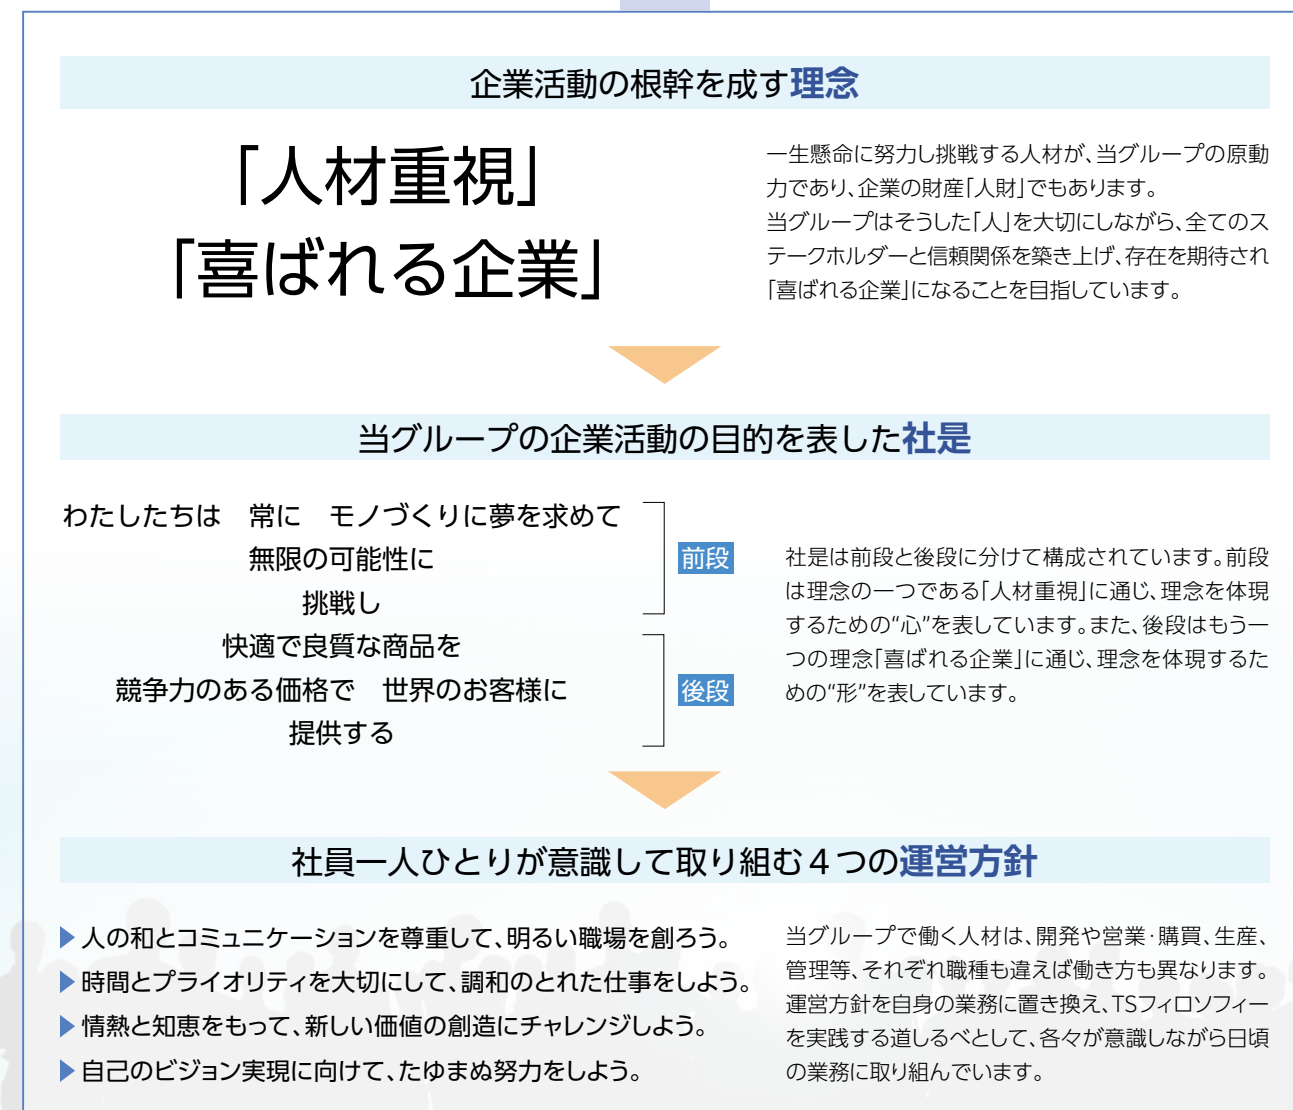 企業活動の根幹を成す理念
「人材重視」
「喜ばれる企業」
一生懸命に努力し挑戦する人材が、当グループの原動
力であり、企業の財産「人財」でもあります。
当グループはそうした「人」を大切にしながら、全てのス
テークホルダーと信頼関係を築き上げ、存在を期待され
「喜ばれる企業」になることを目指しています。
当グループの企業活動の目的を表した社是
わたしたちは　常に　モノづくりに夢を求めて
無限の可能性に
挑戦し
前段
快適で良質な商品を
競争力のある価格で　世界のお客様に
提供する
後段
社是は前段と後段に分けて構成されています。前段
は理念の一つである「人材重視」に通じ、理念を体現
するための“心”を表しています。また、後段はもう一
つの理念「喜ばれる企業」に通じ、理念を体現するた
めの“形”を表しています。
社員一人ひとりが意識して取り組む４つの運営方針
▶人の和とコミュニケーションを尊重して、明るい職場を創ろう。
▶時間とプライオリティを大切にして、調和のとれた仕事をしよう。
▶情熱と知恵をもって、新しい価値の創造にチャレンジしよう。
▶自己のビジョン実現に向けて、たゆまぬ努力をしよう。
当グループで働く人材は、開発や営業・購買、生産、
管理等、それぞれ職種も違えば働き方も異なります。
運営方針を自身の業務に置き換え、TSフィロソフィー
を実践する道しるべとして、各々が意識しながら日頃
の業務に取り組んでいます。